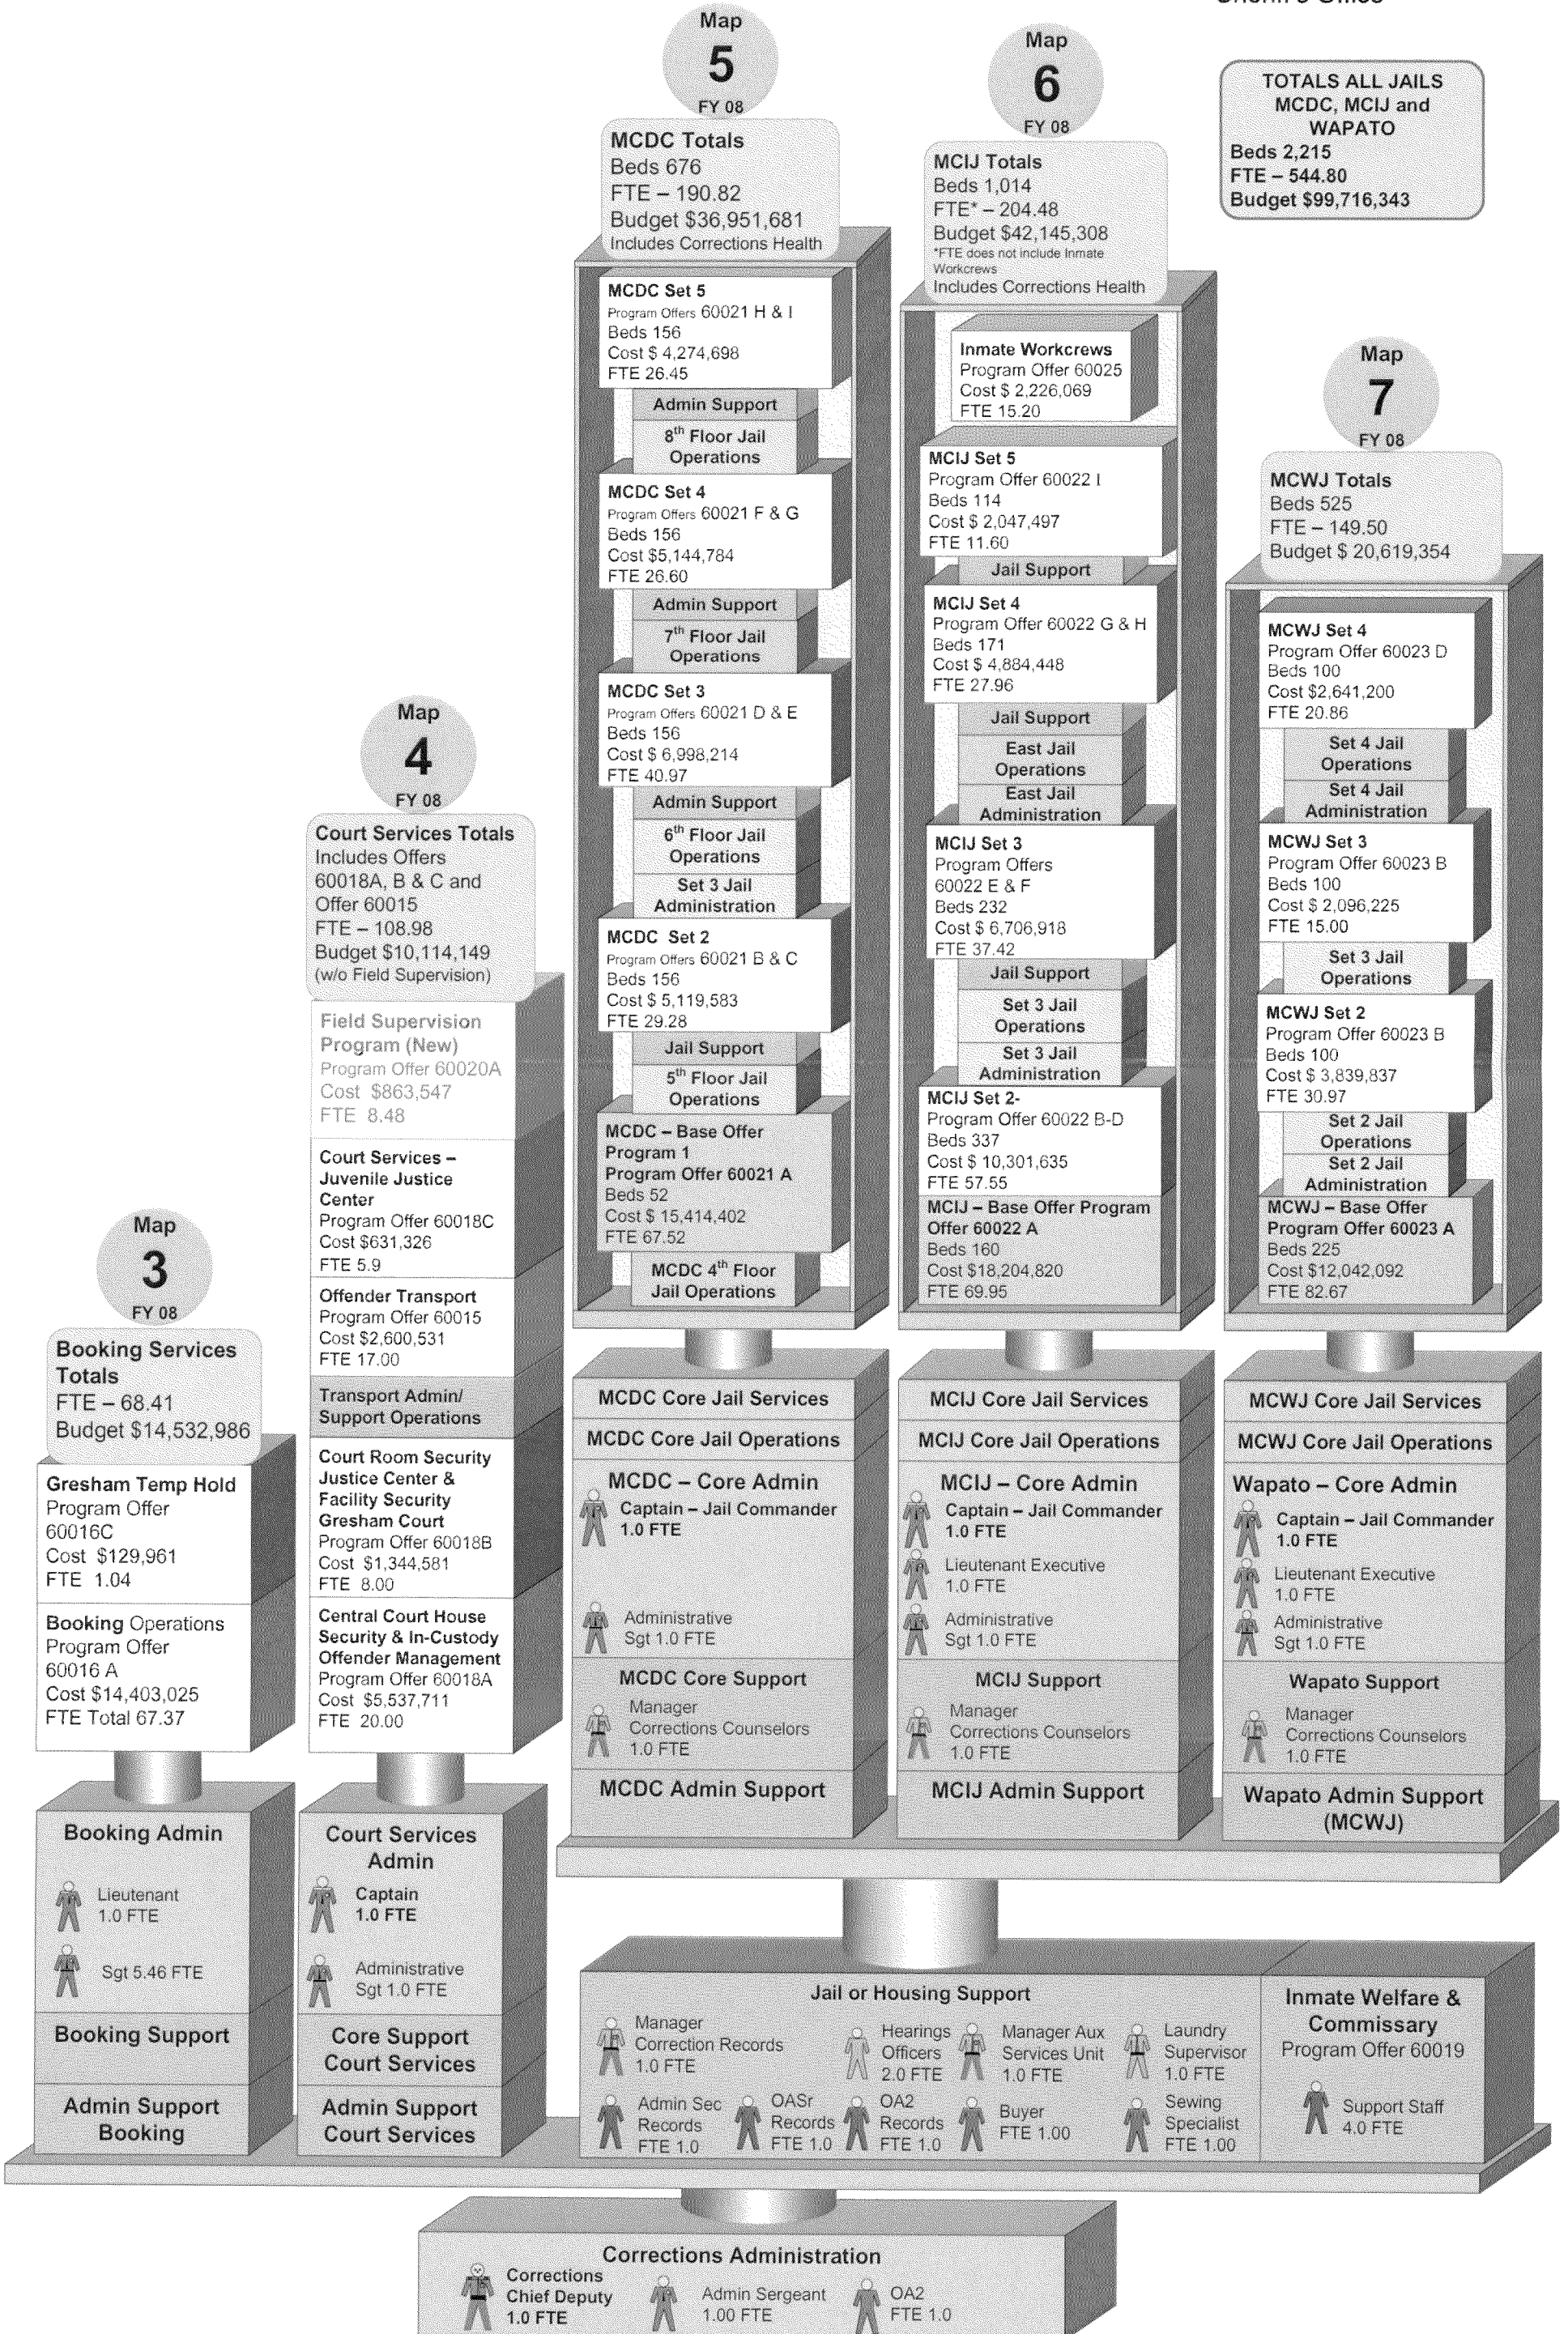 Map
5
FY 08
MCDC Totals
Beds 676
FTE – 190.82
Budget $36,951,681
Includes Corrections Health
Map
6
FY 08
MCIJ Totals
Beds 1,014
FTE* – 204.48
Budget $42,145,308
*FTE does not include Inmate
Workcrews
Includes Corrections Health
TOTALS ALL JAILS
MCDC, MCIJ and
WAPATO
Beds 2,215
FTE – 544.80
Budget $99,716,343
MCDC Set 5
Program Offers 60021 H & I
Beds 156
Cost $ 4,274,698
FTE 26.45
Admin Support
8th Floor Jail
Operations
MCDC Set 4
Program Offers 60021 F & G
Beds 156
Cost $5,144,784
FTE 26.60
Admin Support
7th Floor Jail
Operations
MCDC Set 3
Program Offers 60021 D & E
Beds 156
Cost $ 6,998,214
FTE 40.97
Admin Support
6th Floor Jail
Operations
Set 3 Jail
Administration
MCDC Set 2
Program Offers 60021 B & C
Beds 156
Cost $ 5,119,583
FTE 29.28
Jail Support
5th Floor Jail
Operations
MCDC – Base Offer
Program 1
Program Offer 60021 A
Beds 52
Cost $ 15,414,402
FTE 67.52
MCDC 4th Floor
Jail Operations
Inmate Workcrews
Program Offer 60025
Cost $ 2,226,069
FTE 15.20
MCIJ Set 5
Program Offer 60022 I
Beds 114
Cost $ 2,047,497
FTE 11.60
Jail Support
MCIJ Set 4
Program Offer 60022 G & H
Beds 171
Cost $ 4,884,448
FTE 27.96
Jail Support
East Jail
Operations
East Jail
Administration
MCIJ Set 3
Program Offers
60022 E & F
Beds 232
Cost $ 6,706,918
FTE 37.42
Jail Support
Set 3 Jail
Operations
Set 3 Jail
Administration
MCIJ Set 2-
Program Offer 60022 B-D
Beds 337
Cost $ 10,301,635
FTE 57.55
MCIJ – Base Offer Program
Offer 60022 A
Beds 160
Cost $18,204,820
FTE 69.95
Map
7
FY 08
MCWJ Totals
Beds 525
FTE – 149.50
Budget $ 20,619,354
MCWJ Set 4
Program Offer 60023 D
Beds 100
Cost $2,641,200
FTE 20.86
Set 4 Jail
Operations
Set 4 Jail
Administration
MCWJ Set 3
Program Offer 60023 B
Beds 100
Cost $ 2,096,225
FTE 15.00
Set 3 Jail
Operations
MCWJ Set 2
Program Offer 60023 B
Beds 100
Cost $ 3,839,837
FTE 30.97
Set 2 Jail
Operations
Set 2 Jail
Administration
MCWJ – Base Offer
Program Offer 60023 A
Beds 225
Cost $12,042,092
FTE 82.67
Map
4
FY 08
Court Services Totals
Includes Offers
60018A, B & C and
Offer 60015
FTE – 108.98
Budget $10,114,149
(w/o Field Supervision)
Field Supervision
Program (New)
Program Offer 60020A
Cost $863,547
FTE 8.48
Court Services –
Juvenile Justice
Center
Program Offer 60018C
Cost $631,326
FTE 5.9
Offender Transport
Program Offer 60015
Cost $2,600,531
FTE 17.00
Transport Admin/
Support Operations
Court Room Security
Justice Center &
Facility Security
Gresham Court
Program Offer 60018B
Cost $1,344,581
FTE 8.00
Central Court House
Security & In-Custody
Offender Management
Program Offer 60018A
Cost $5,537,711
FTE 20.00
Map
3
FY 08
Booking Services
Totals
FTE – 68.41
Budget $14,532,986
Gresham Temp Hold
Program Offer
60016C
Cost $129,961
FTE 1.04
Booking Operations
Program Offer
60016 A
Cost $14,403,025
FTE Total 67.37
Booking Admin
Lieutenant
1.0 FTE
Sgt 5.46 FTE
Booking Support
Admin Support
Booking
Court Services
Admin
Captain
1.0 FTE
Administrative
Sgt 1.0 FTE
Core Support
Court Services
Admin Support
Court Services
MCDC Core Jail Services
MCDC Core Jail Operations
MCDC – Core Admin
Captain – Jail Commander
1.0 FTE
Administrative
Sgt 1.0 FTE
MCDC Core Support
Manager
Corrections Counselors
1.0 FTE
MCDC Admin Support
MCIJ Core Jail Services
MCIJ Core Jail Operations
MCIJ – Core Admin
Captain – Jail Commander
1.0 FTE
Lieutenant Executive
1.0 FTE
Administrative
Sgt 1.0 FTE
MCIJ Support
Manager
Corrections Counselors
1.0 FTE
MCIJ Admin Support
MCWJ Core Jail Services
MCWJ Core Jail Operations
Wapato – Core Admin
Captain – Jail Commander
1.0 FTE
Lieutenant Executive
1.0 FTE
Administrative
Sgt 1.0 FTE
Wapato Support
Manager
Corrections Counselors
1.0 FTE
Wapato Admin Support
(MCWJ)
Jail or Housing Support
Manager
Correction Records
1.0 FTE
Hearings
Officers
2.0 FTE
Manager Aux
Services Unit
1.0 FTE
Laundry
Supervisor
1.0 FTE
Admin Sec
Records
FTE 1.0
OASr
Records
FTE 1.0
OA2
Records
FTE 1.0
Buyer
FTE 1.00
Sewing
Specialist
FTE 1.00
Inmate Welfare &
Commissary
Program Offer 60019
Support Staff
4.0 FTE
Corrections Administration
Corrections
Chief Deputy
1.0 FTE
Admin Sergeant
1.00 FTE
OA2
FTE 1.0